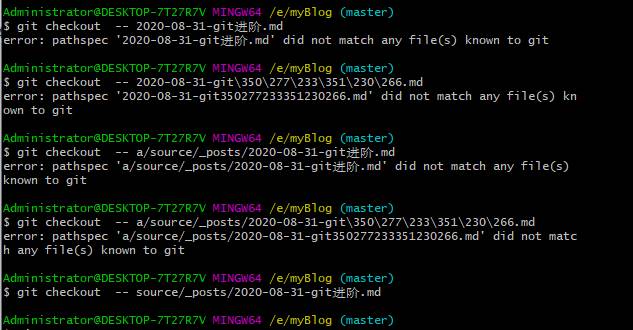 Administrator@DESKTOP-7T27R7V MINGW64 /e/myBlog (master)
$ git checkout  -- 2020-08-31-git进阶.md
error: pathspec '2020-08-31-git进阶.md' did not match any file(s) known to git
Administrator@DESKTOP-7T27R7V MINGW64 /e/myBlog (master)
$ git checkout  -- 2020-08-31-git\350\277\233\351\230\266.md
error: pathspec '2020-08-31-git350277233351230266.md' did not match any file(s) kn
own to git
Administrator@DESKTOP-7T27R7V MINGW64 /e/myBlog (master)
$ git checkout  -- a/source/_posts/2020-08-31-git进阶.md
error: pathspec 'a/source/_posts/2020-08-31-git进阶.md' did not match any file(s)
known to git
Administrator@DESKTOP-7T27R7V MINGW64 /e/myBlog (master)
$ git checkout  -- a/source/_posts/2020-08-31-git\350\277\233\351\230\266.md
error: pathspec 'a/source/_posts/2020-08-31-git350277233351230266.md' did not matc
h any file(s) known to git
Administrator@DESKTOP-7T27R7V MINGW64 /e/myBlog (master)
$ git checkout  -- source/_posts/2020-08-31-git进阶.md
Administrator@DESKTOP-7T27R7V MINGW64 /e/myBlog (master)